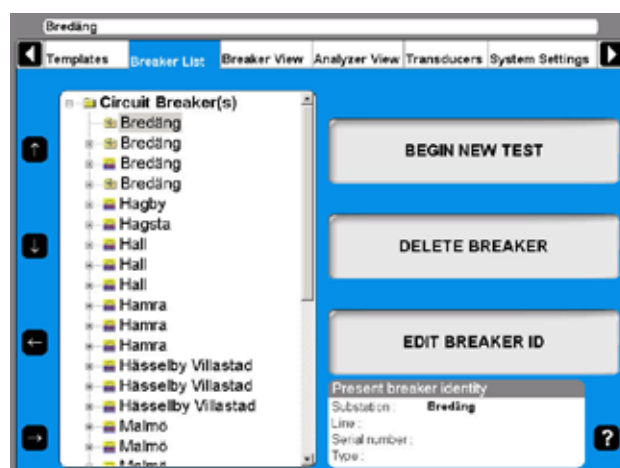 Bredäng
Templates Breaker List Breaker View Analyzer View Transducers System Settings
Circuit Breaker(s)
Bredäng
Bredäng
Bredäng
Bredäng
Hagby
Hagsta
Hall
Hall
Hall
Hamra
Hamra
Hamra
Hässelby Villastad
Hässelby Villastad
Hässelby Villastad
Malmö
Malmö
Malmö
BEGIN NEW TEST
DELETE BREAKER
EDIT BREAKER ID
Present breaker identity
Substation: Bredäng
Line:
Serial number:
Type:
?